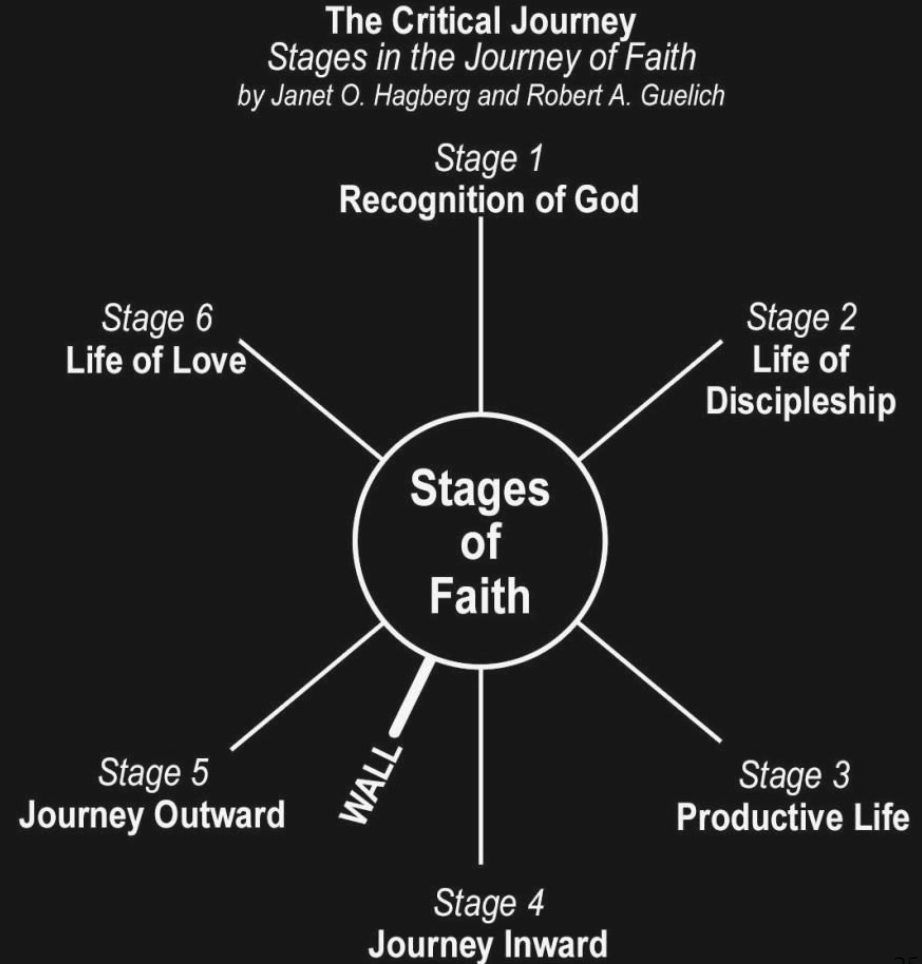 The Critical Journey
Stages in the Journey of Faith
by Janet O. Hagberg and Robert A. Guelich
Stage 1
Recognition of God
Stage 2
Life of
Discipleship
Stage 3
Productive Life
Stage 4
Journey Inward
WALL
Stage 5
Journey Outward
Stage 6
Life of Love
Stages
of
Faith